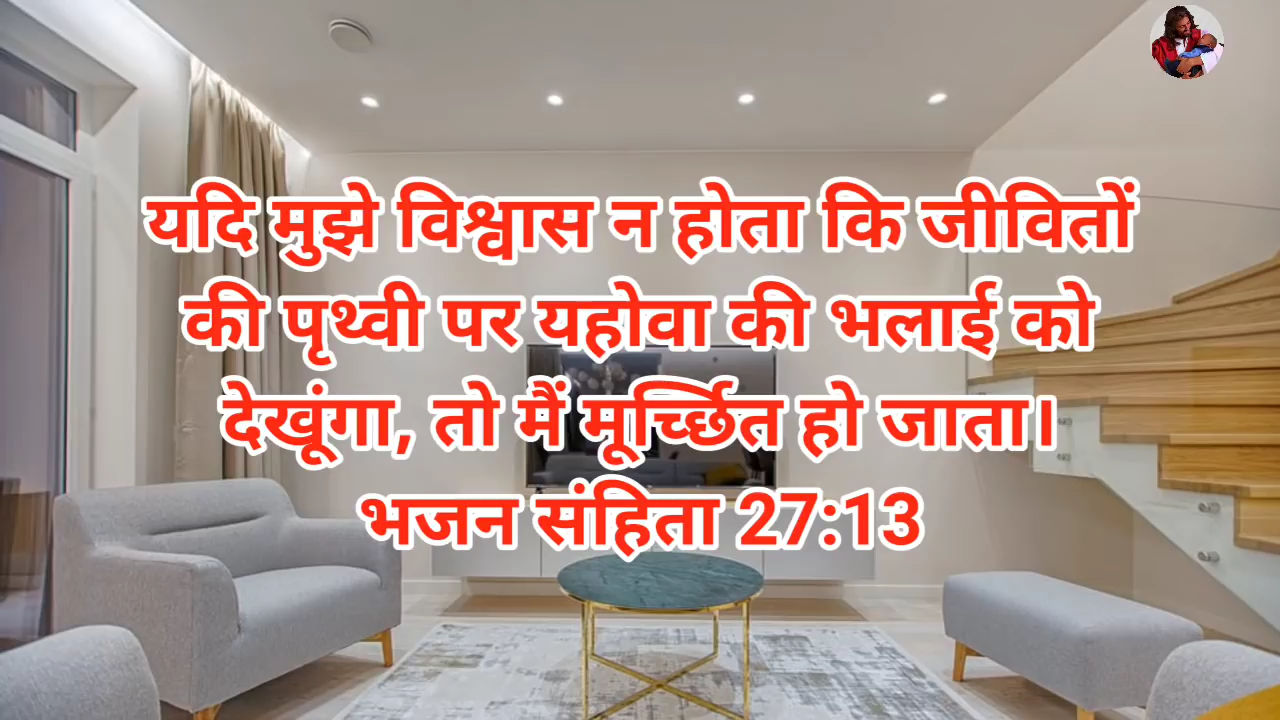 यदि मुझे विश्वास न होता कि जीवितों
की पृथ्वी पर यहोवा की भलाई को
देखूंगा, तो मैं मूर्च्छित हो जाता।
भजन संहिता 27:13